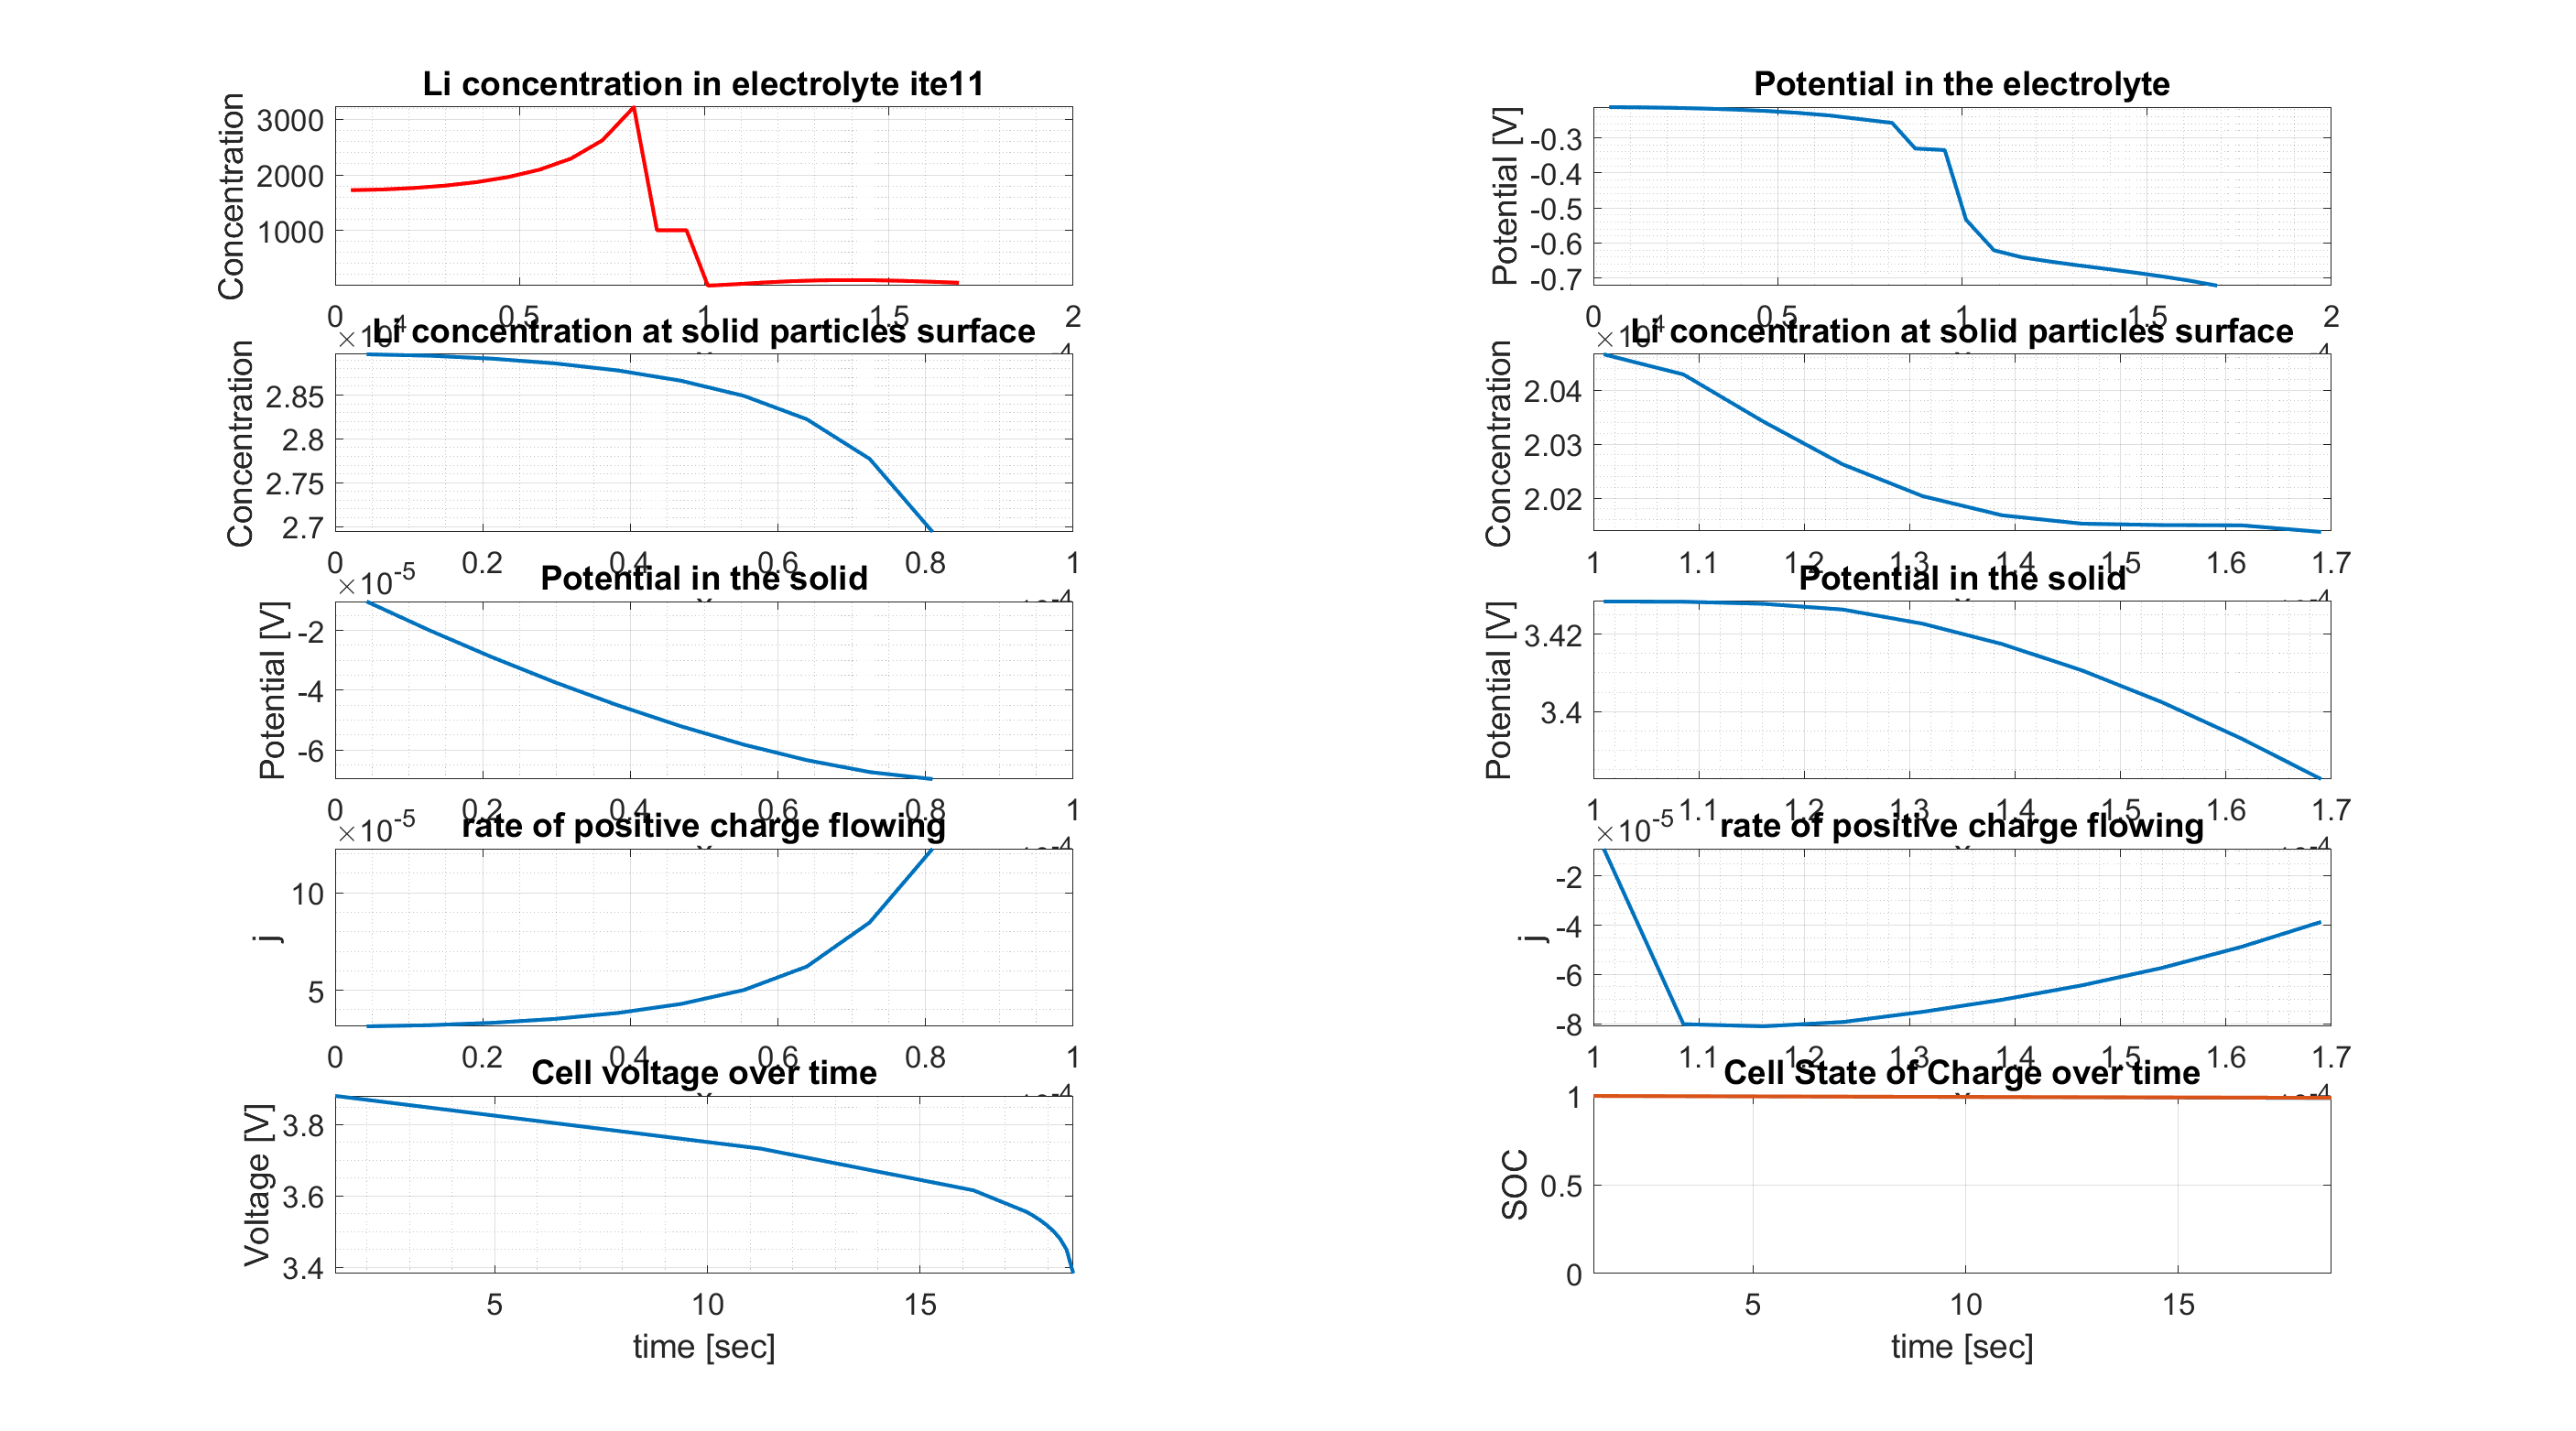 Li concentration in electrolyte ite11
Concentration
3000
2000
1000
0 0.5 1 1.5 2
Potential in the electrolyte
Potential [V]
-0.3
-0.4
-0.5
-0.6
-0.7
0 0.5 1 1.5 2
×10^4
Li concentration at solid particles surface
Concentration
2.85
2.8
2.75
2.7
0 0.2 0.4 0.6 0.8 1
×10^4
Li concentration at solid particles surface
Concentration
2.04
2.03
2.02
1 1.1 1.2 1.3 1.4 1.5 1.6 1.7
×10^-5
Potential in the solid
Potential [V]
-2
-4
-6
0 0.2 0.4 0.6 0.8 1
Potential in the solid
Potential [V]
3.42
3.4
1 1.1 1.2 1.3 1.4 1.5 1.6 1.7
×10^-5
rate of positive charge flowing
j
10
5
0 0.2 0.4 0.6 0.8 1
×10^-5
rate of positive charge flowing
j
-2
-4
-6
-8
1 1.1 1.2 1.3 1.4 1.5 1.6 1.7
Cell voltage over time
Voltage [V]
3.8
3.6
3.4
5 10 15
time [sec]
Cell State of Charge over time
SOC
1
0.5
0
5 10 15
time [sec]